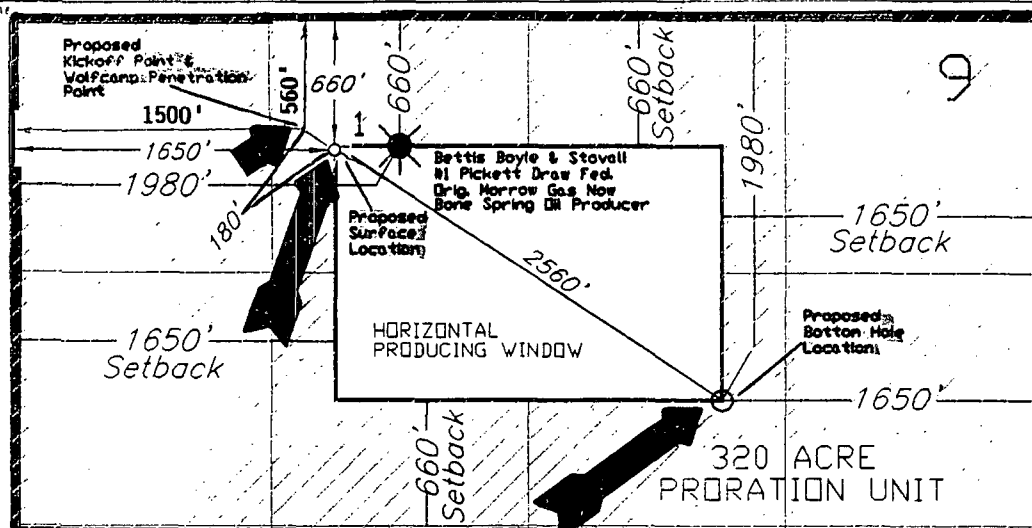 Proposed
Kickoff Point &
Wolfcamp Penetration
Point
560'
660'
660'
660'
Setback
9
1500'
1
1650'
1980'
Bettis Boyle & Stovall
#1 Pickett Draw Fed.
Orig. Morrow Gas Now
Bone Spring Oil Producer
1980'
180'
Proposed
Surface
Location
1650'
Setback
2560'
1650'
Setback
HORIZONTAL
PRODUCING WINDOW
Proposed
Bottom Hole
Location
1650'
660'
Setback
320 ACRE
PRORATION UNIT